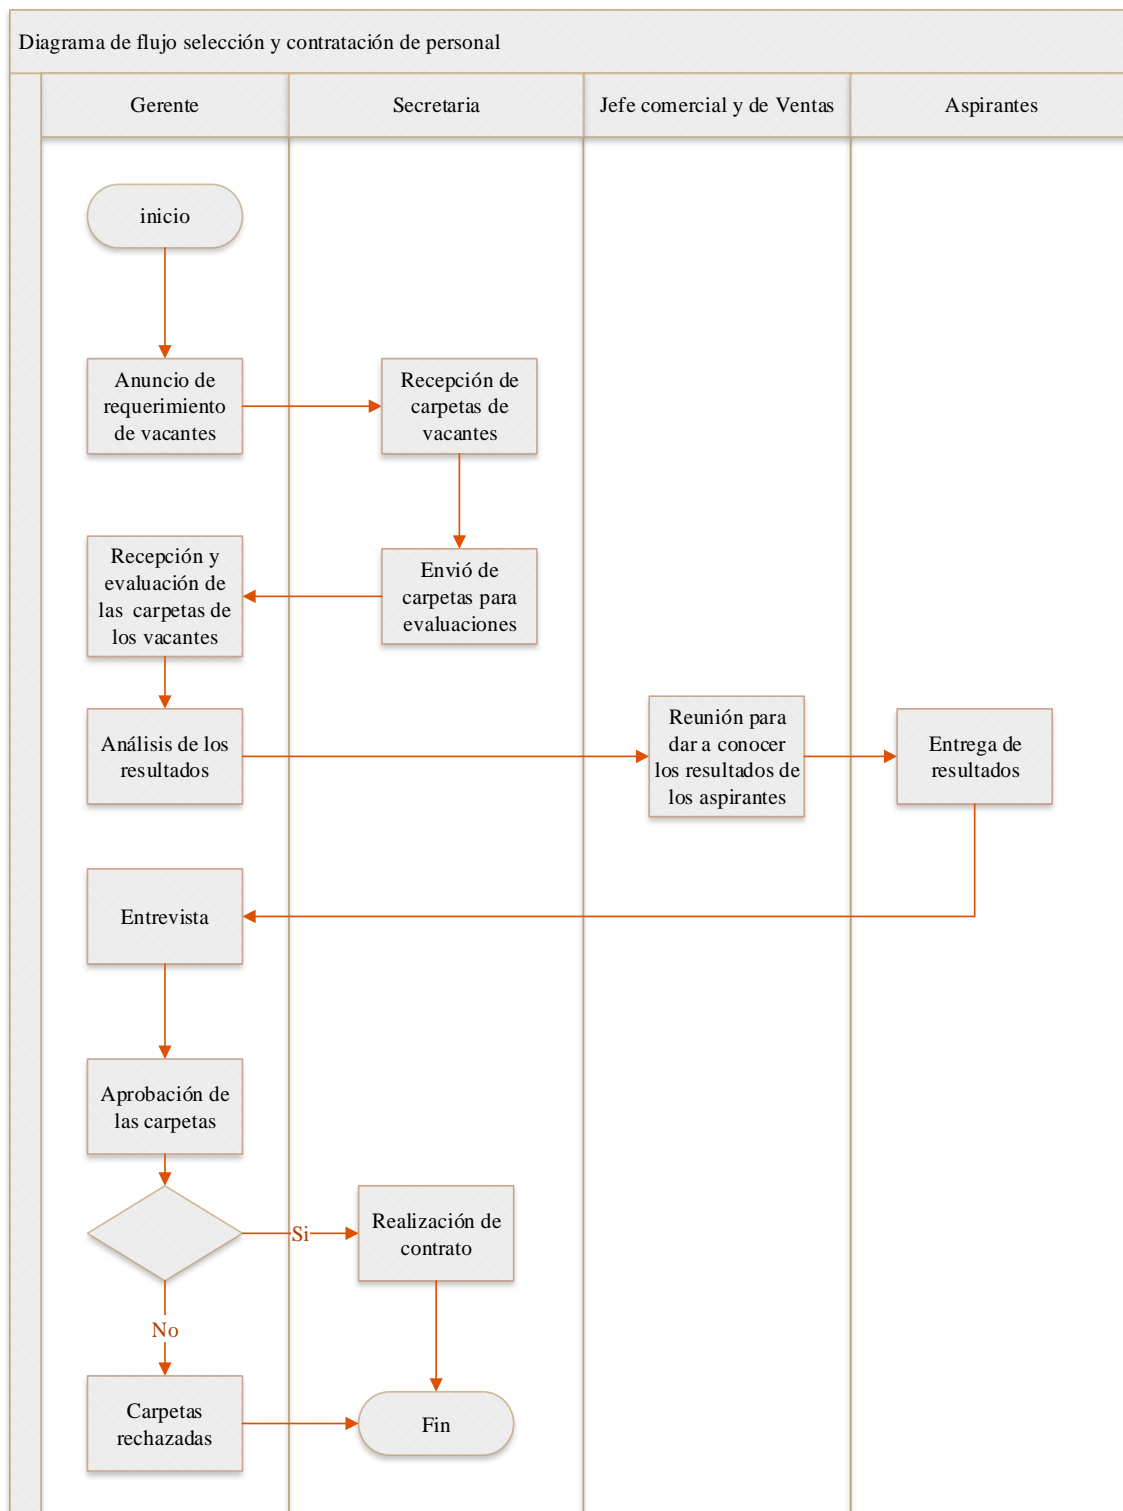 Diagrama de flujo selección y contratación de personal
Gerente
Secretaria
Jefe comercial y de Ventas
Aspirantes
inicio
Anuncio de
requerimiento
de vacantes
Recepción de
carpetas de
vacantes
Envió de
carpetas para
evaluaciones
Recepción y
evaluación de
las carpetas de
los vacantes
Análisis de los
resultados
Reunión para
dar a conocer
los resultados de
los aspirantes
Entrega de
resultados
Entrevista
Aprobación de
las carpetas
Si
Realización de
contrato
No
Carpetas
rechazadas
Fin